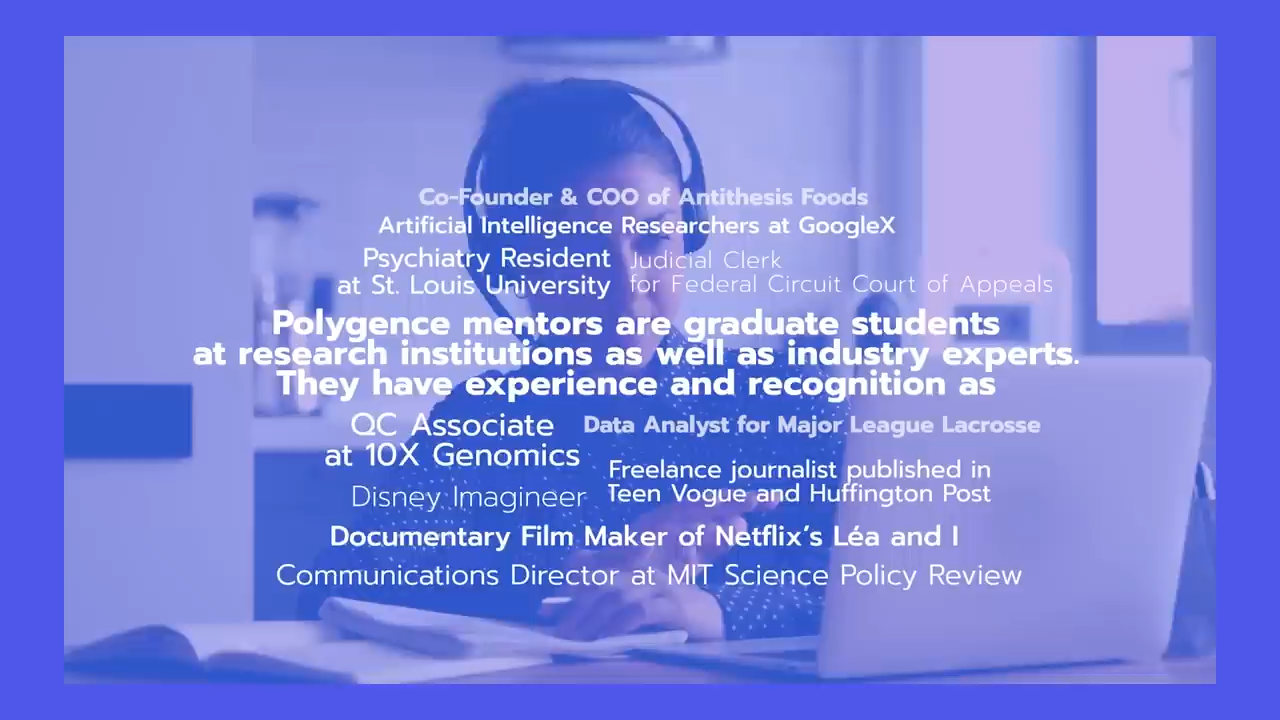 Co-Founder & COO of Antithesis Foods
Artificial Intelligence Researchers at GoogleX
Psychiatry Resident
at St. Louis University
Judicial Clerk
for Federal Circuit Court of Appeals
Polygence mentors are graduate students
at research institutions as well as industry experts.
They have experience and recognition as
QC Associate
at 10X Genomics
Data Analyst for Major League Lacrosse
Freelance journalist published in
Teen Vogue and Huffington Post
Disney Imagineer
Documentary Film Maker of Netflix’s Léa and I
Communications Director at MIT Science Policy Review